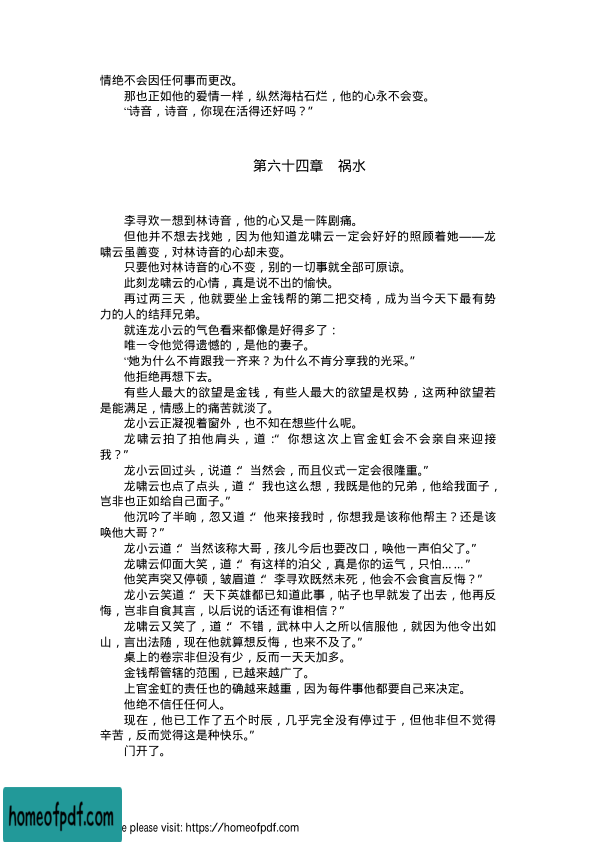 情绝不会因任何事而更改。
那也正如他的爱情一样，纵然海枯石烂，他的心永不会变。
“诗音，诗音，你现在活得还好吗？”
第六十四章　祸水
李寻欢一想到林诗音，他的心又是一阵剧痛。
但他并不想去找她，因为他知道龙啸云一定会好好的照顾着她——龙
啸云虽善变，对林诗音的心却未变。
只要他对林诗音的心不变，别的一切事就全部可原谅。
此刻龙啸云的心情，真是说不出的愉快。
再过两三天，他就要坐上金钱帮的第二把交椅，成为当今天下最有势
力的人的结拜兄弟。
就连龙小云的气色看来都像是好得多了：
唯一令他觉得遗憾的，是他的妻子。
“她为什么不肯跟我一齐来？为什么不肯分享我的光采。”
他拒绝再想下去。
有些人最大的欲望是金钱，有些人最大的欲望是权势，这两种欲望若
是能满足，情感上的痛苦就淡了。
龙小云正凝视着窗外，也不知在想些什么呢。
龙啸云拍了拍他肩头，道：“你想这次上官金虹会不会亲自来迎接
我？”
龙小云回过头，说道：“当然会，而且仪式一定会很隆重。”
龙啸云也点了点头，道：“我也这么想，我既是他的兄弟，他给我面子，
岂非也正如给自己面子。”
他沉吟了半晌，忽又道：“他来接我时，你想我是该称他帮主？还是该
唤他大哥？”
龙小云道：“当然该称大哥，孩儿今后也要改口，唤他一声伯父了。”
龙啸云仰面大笑，道：“有这样的泊父，真是你的运气，只怕……”
他笑声突又停顿，皱眉道：“李寻欢既然未死，他会不会食言反悔？”
龙小云笑道：“天下英雄都已知道此事，帖子也早就发了出去，他再反
悔，岂非自食其言，以后说的话还有谁相信？”
龙啸云又笑了，道：“不错，武林中人之所以信服他，就因为他令出如
山，言出法随，现在他就算想反悔，也来不及了。”
桌上的卷宗非但没有少，反而一天天加多。
金钱帮管辖的范围，已越来越广了。
上官金虹的责任也的确越来越重，因为每件事他都要自己来决定。
他绝不信任任何人。
现在，他已工作了五个时辰，几乎完全没有停过于，但他非但不觉得
辛苦，反而觉得这是种快乐。”
门开了。
homeofpdf.com
e please visit: https://homeofpdf.com